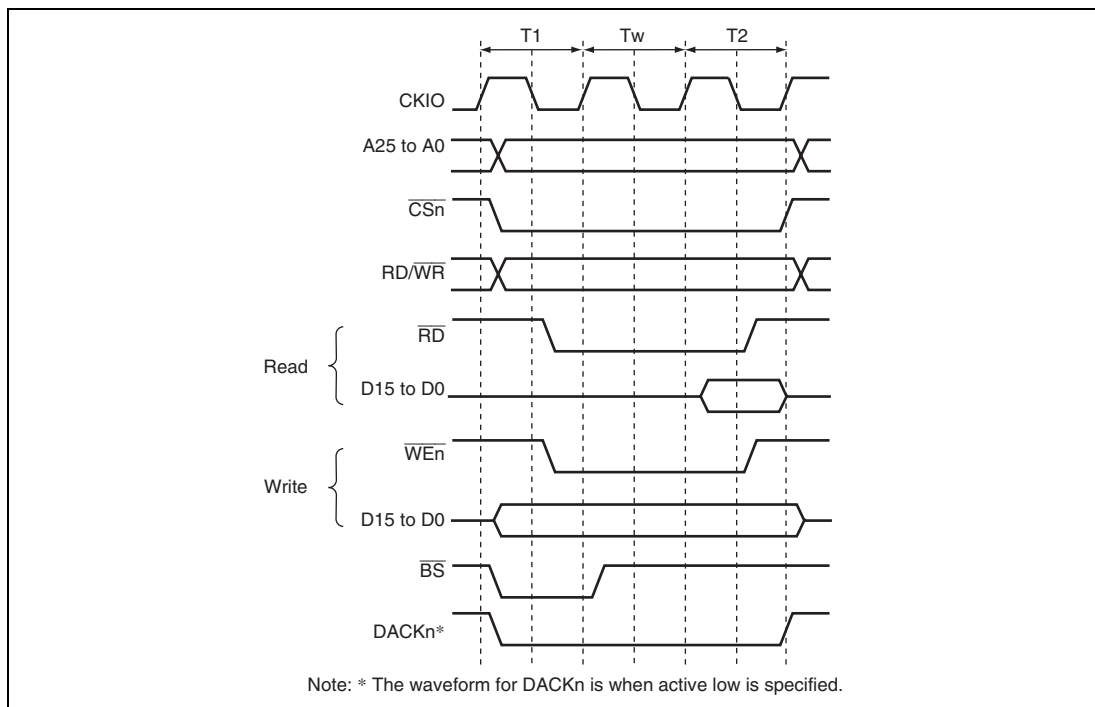 T1 Tw T2
CKIO
A25 to A0
CSn
RD/WR
RD
Read
D15 to D0
WEn
Write
D15 to D0
BS
DACKn*
Note: * The waveform for DACKn is when active low is specified.